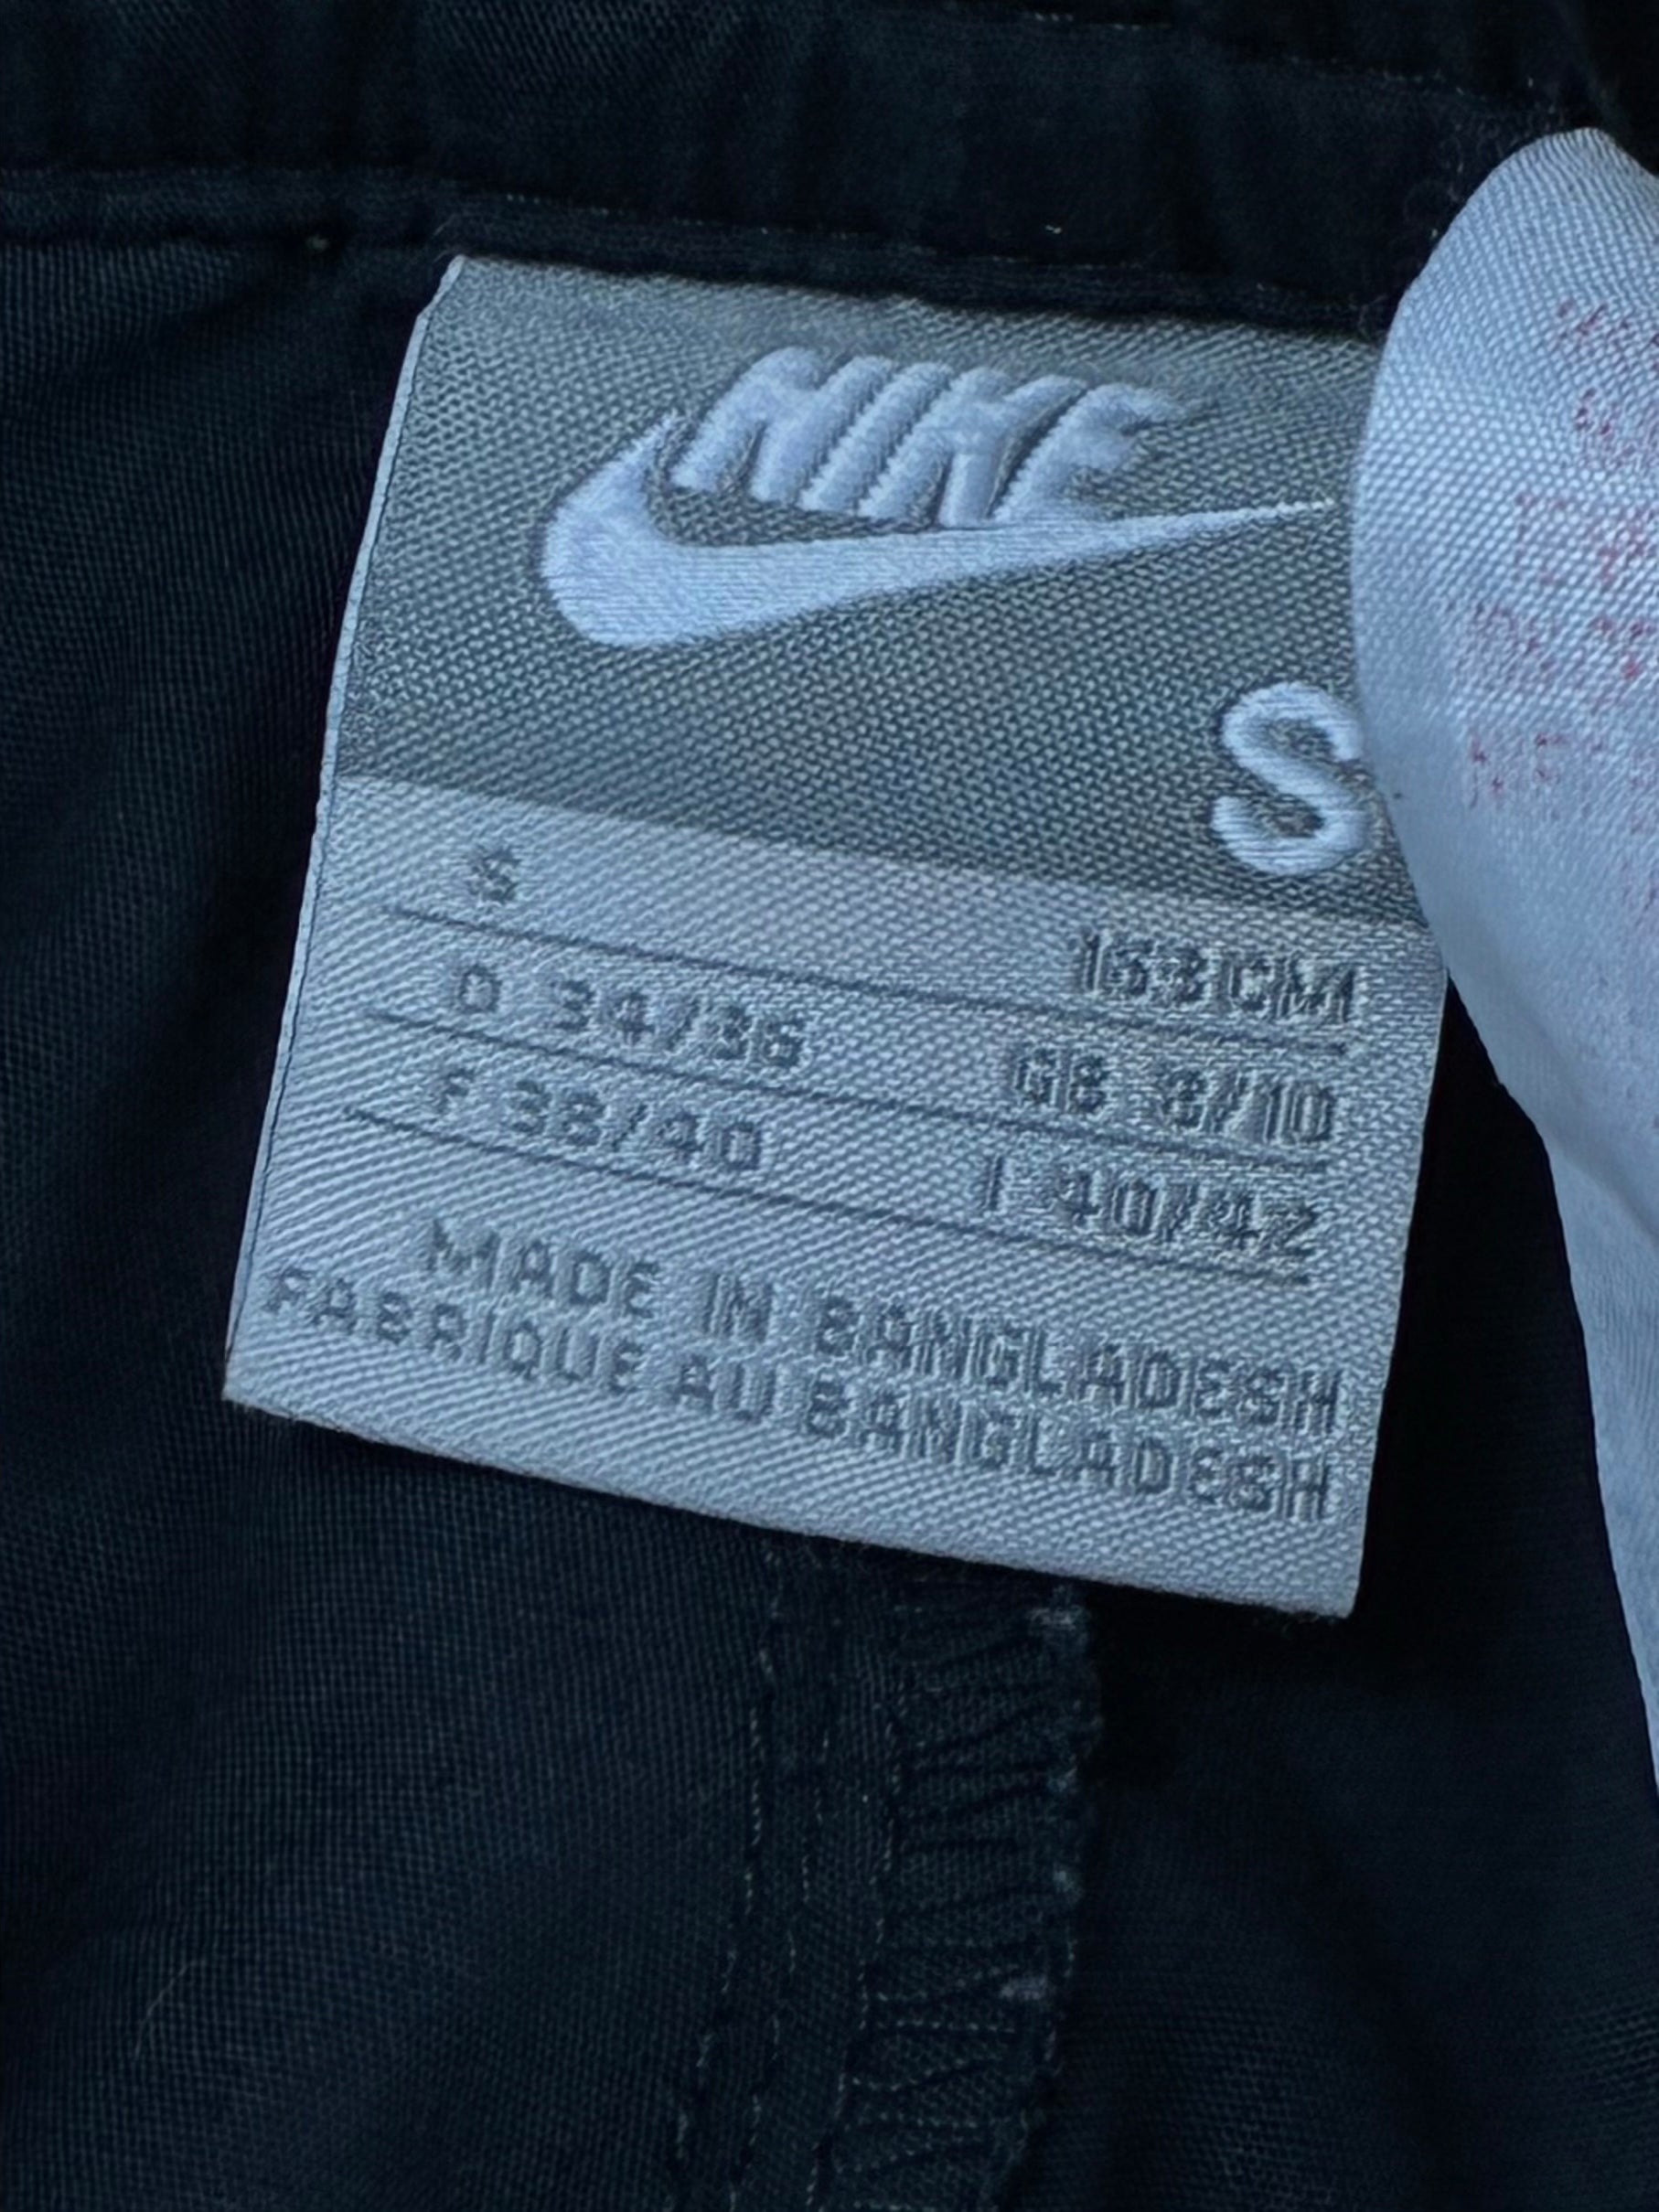 NIKE
S
S 163CM
D 34/36 GB 8/10
F 38/40 I 40/42
MADE IN BANGLADESH
FABRIQUE AU BANGLADESH